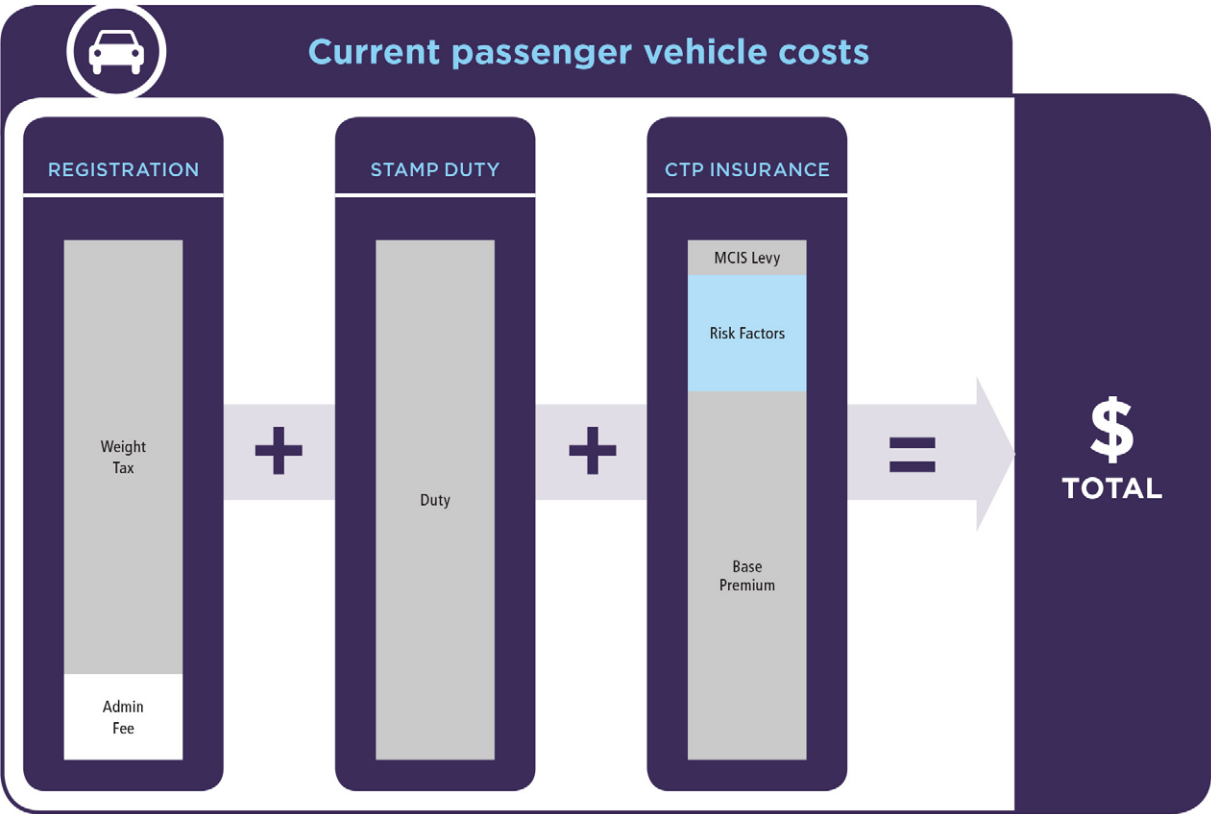 Current passenger vehicle costs
REGISTRATION
Weight
Tax
Admin
Fee
+
STAMP DUTY
Duty
+
CTP INSURANCE
MCIS Levy
Risk Factors
Base
Premium
=
$
TOTAL